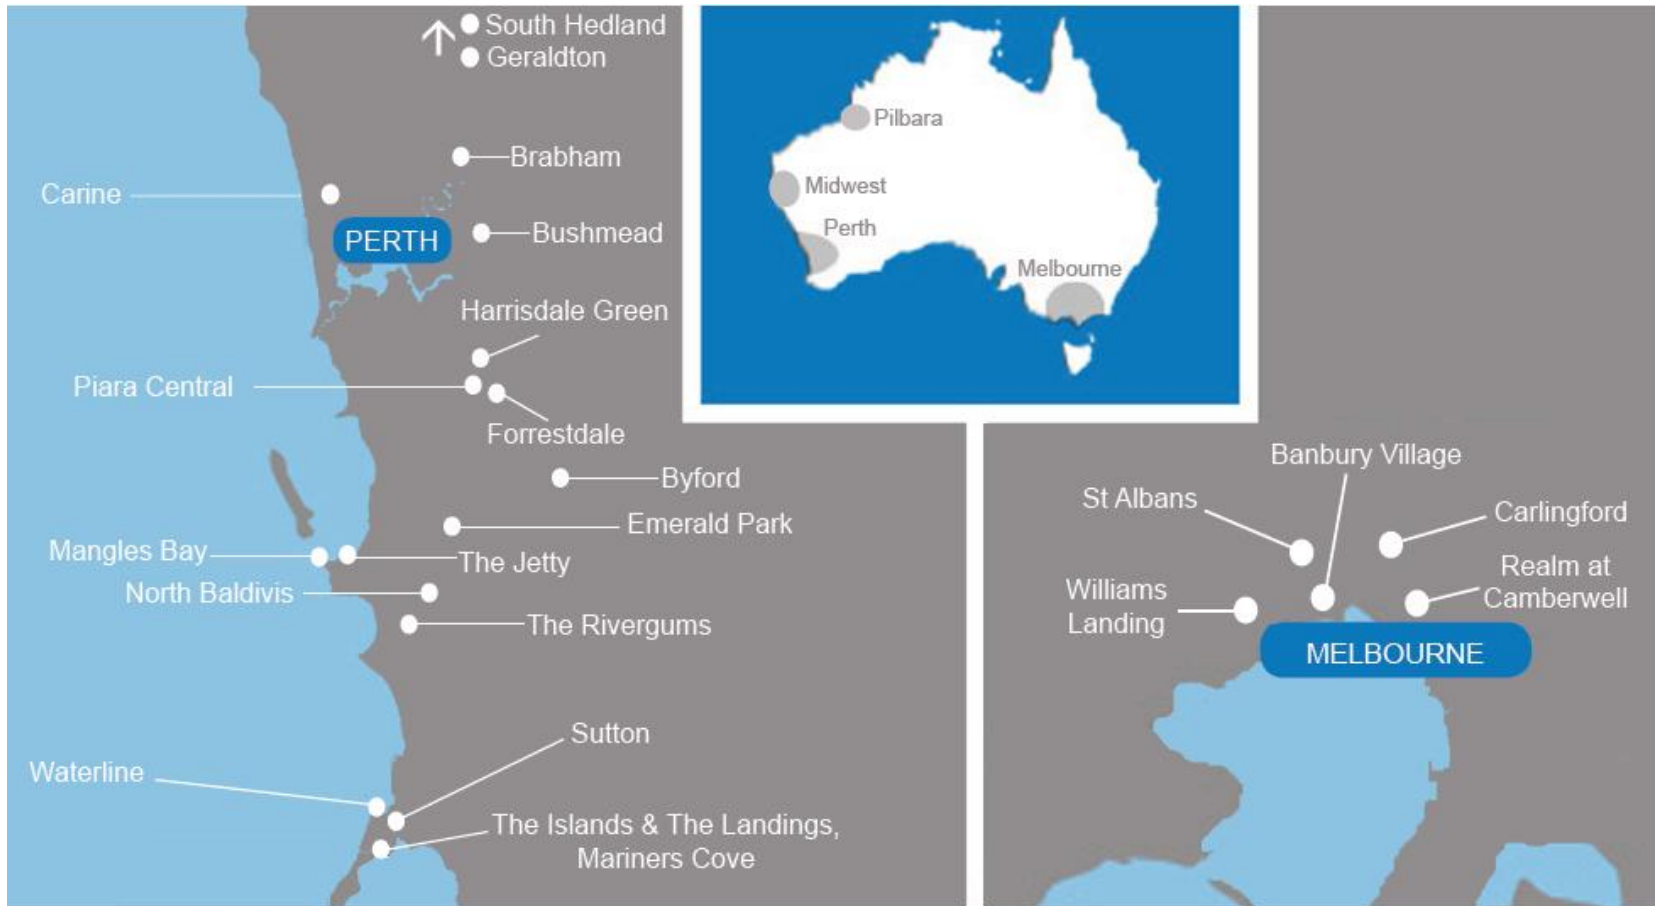 South Hedland
Geraldton
Brabham
Carine
PERTH
Bushmead
Harrisdale Green
Piara Central
Forrestdale
Byford
Emerald Park
Mangles Bay
The Jetty
North Baldivis
The Rivergums
Sutton
Waterline
The Islands & The Landings,
Mariners Cove
Pilbara
Midwest
Perth
Melbourne
Banbury Village
St Albans
Carlingford
Realm at
Camberwell
Williams
Landing
MELBOURNE